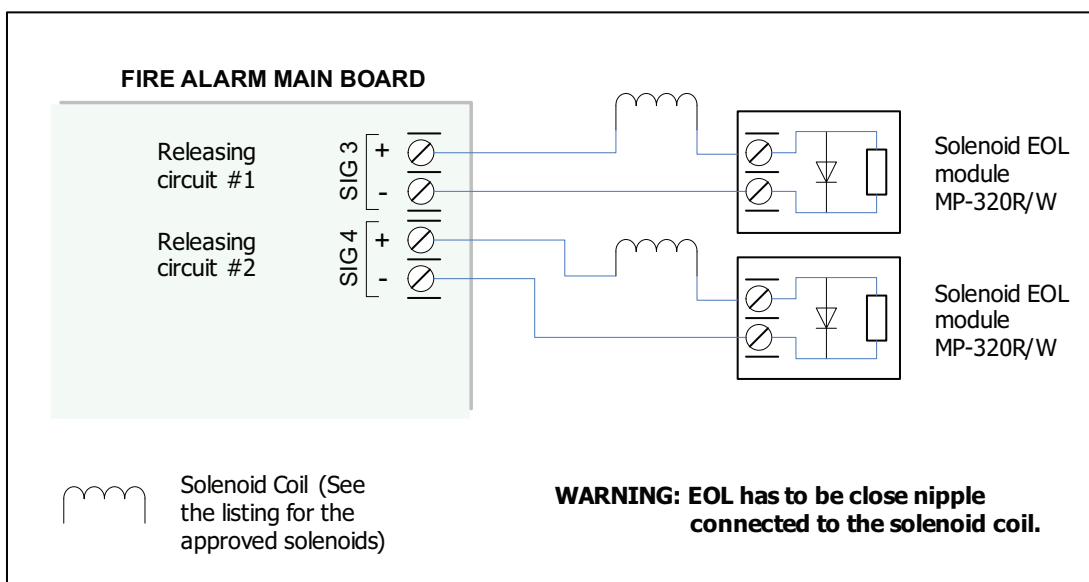 FIRE ALARM MAIN BOARD
Releasing
circuit #1
SIG 3
+
-
Releasing
circuit #2
SIG 4
+
-
Solenoid EOL
module
MP-320R/W
Solenoid EOL
module
MP-320R/W
Solenoid Coil (See
the listing for the
approved solenoids)
WARNING: EOL has to be close nipple
connected to the solenoid coil.